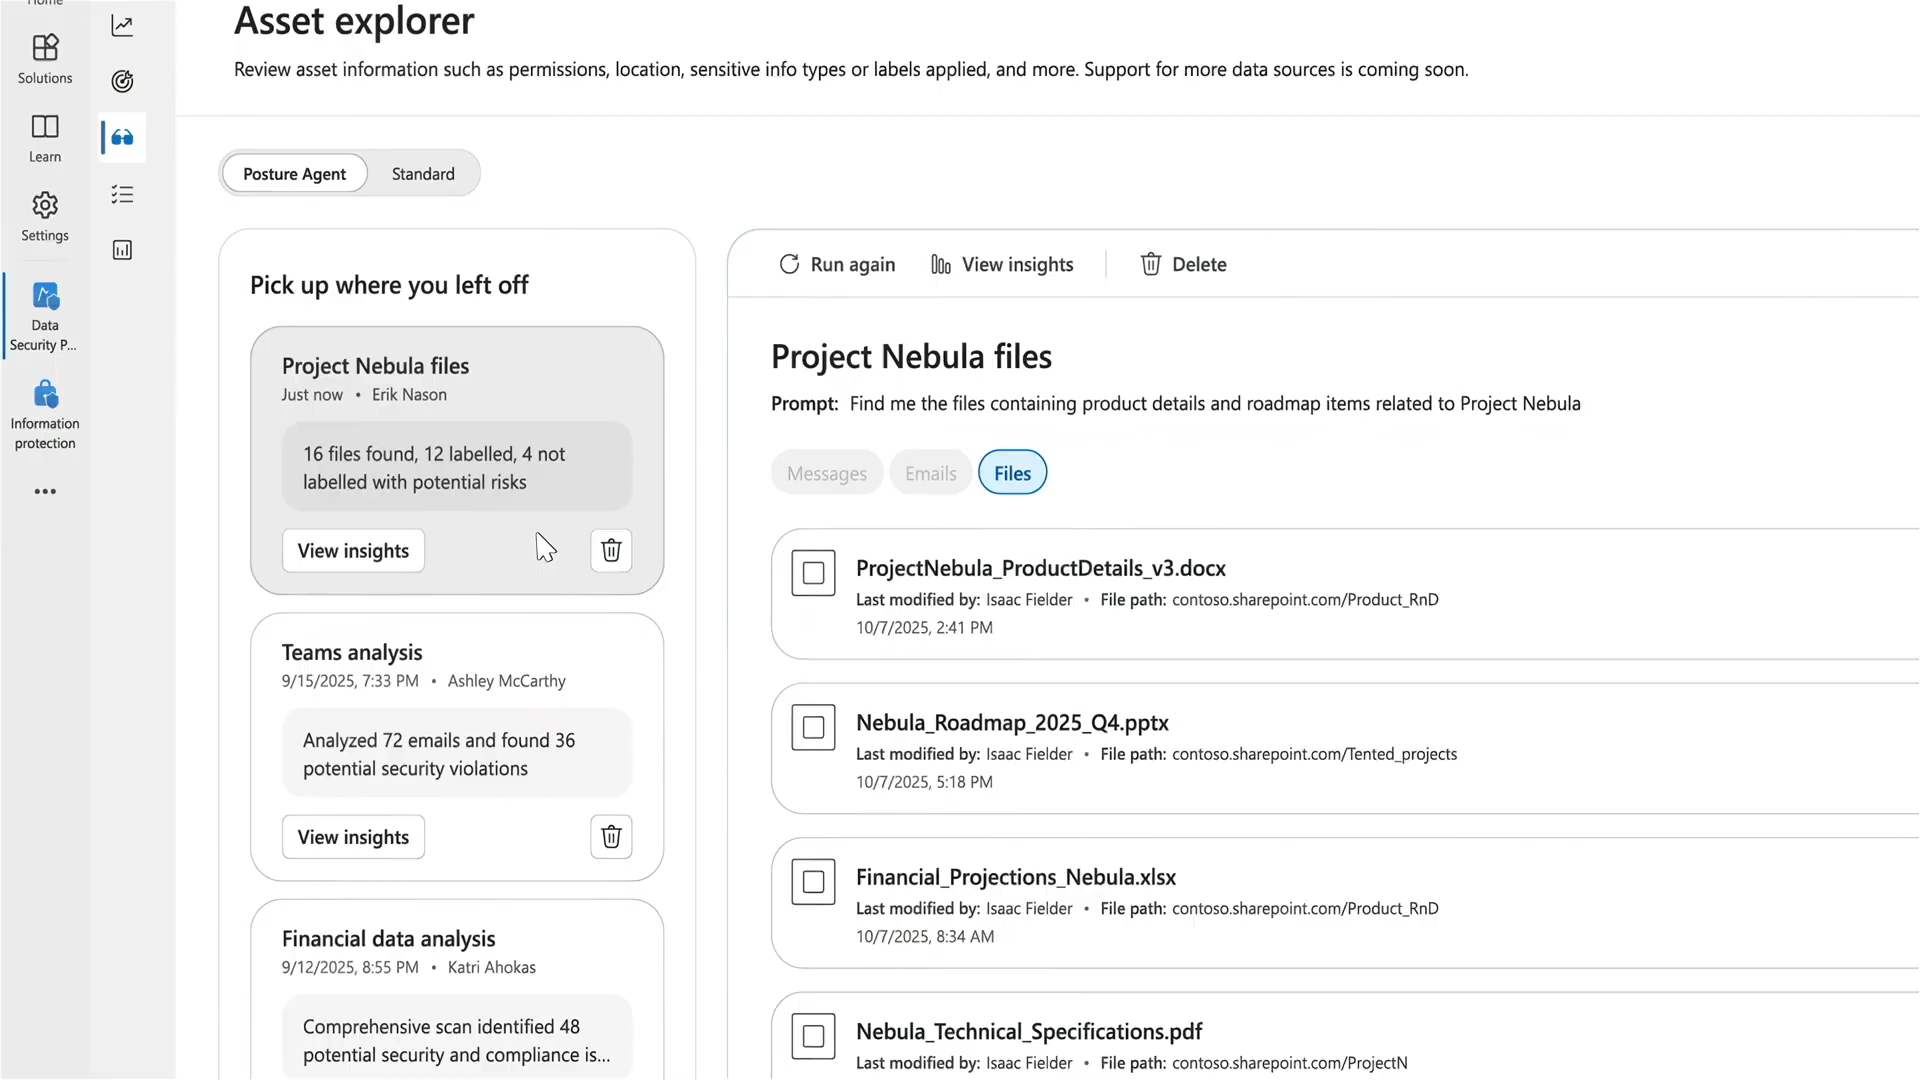 Home
Solutions
Learn
Settings
Data
Security P...
Information
protection
Asset explorer
Review asset information such as permissions, location, sensitive info types or labels applied, and more. Support for more data sources is coming soon.
Posture Agent
Standard
Pick up where you left off
Project Nebula files
Just now • Erik Nason
16 files found, 12 labelled, 4 not
labelled with potential risks
View insights
Teams analysis
9/15/2025, 7:33 PM • Ashley McCarthy
Analyzed 72 emails and found 36
potential security violations
View insights
Financial data analysis
9/12/2025, 8:55 PM • Katri Ahokas
Comprehensive scan identified 48
potential security and compliance is...
Run again
View insights
Delete
Project Nebula files
Prompt: Find me the files containing product details and roadmap items related to Project Nebula
Messages
Emails
Files
ProjectNebula_ProductDetails_v3.docx
Last modified by: Isaac Fielder • File path: contoso.sharepoint.com/Product_RnD
10/7/2025, 2:41 PM
Nebula_Roadmap_2025_Q4.pptx
Last modified by: Isaac Fielder • File path: contoso.sharepoint.com/Tented_projects
10/7/2025, 5:18 PM
Financial_Projections_Nebula.xlsx
Last modified by: Isaac Fielder • File path: contoso.sharepoint.com/Product_RnD
10/7/2025, 8:34 AM
Nebula_Technical_Specifications.pdf
Last modified by: Isaac Fielder • File path: contoso.sharepoint.com/ProjectN